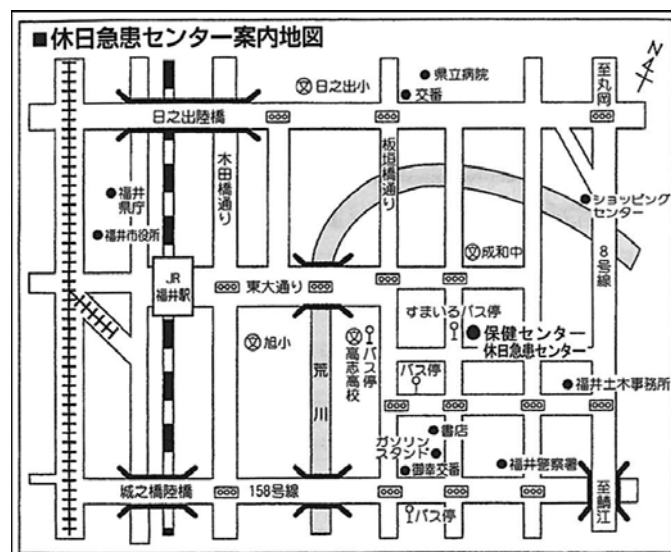 ■休日急患センター案内地図
N
県立病院
文 日之出小
交番
至丸岡
日之出陸橋
木田橋通り
板垣橋通り
福井
県庁
福井市役所
ショッピング
センター
文 成和中
8号線
JR
福井駅
東大通り
すまいるバス停
保健センター
休日急患センター
文 旭小
文 高志高校
バス停
荒川
バス停
福井土木事務所
書店
ガソリン
スタンド
御幸交番
福井警察署
城之橋陸橋
158号線
バス停
至鯖江